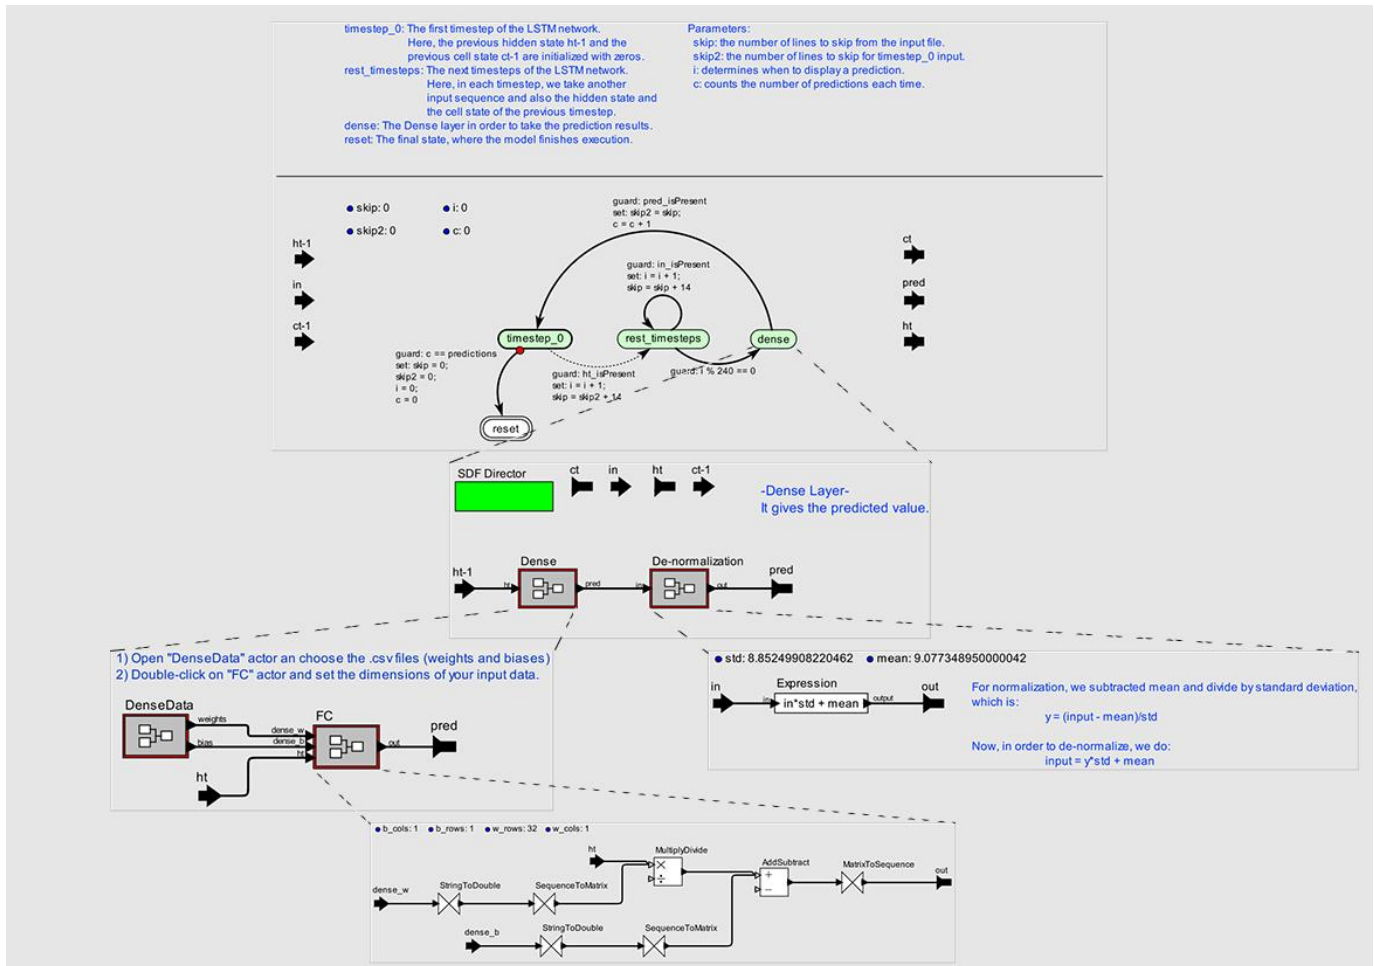 timestep_0: The first timestep of the LSTM network.
Here, the previous hidden state ht-1 and the
previous cell state ct-1 are initialized with zeros.
rest_timesteps: The next timesteps of the LSTM network.
Here, in each timestep, we take another
input sequence and also the hidden state and
the cell state of the previous timestep.
dense: The Dense layer in order to take the prediction results.
reset: The final state, where the model finishes execution.
Parameters:
skip: the number of lines to skip from the input file.
skip2: the number of lines to skip for timestep_0 input.
i: determines when to display a prediction.
c: counts the number of predictions each time.
skip: 0
i: 0
skip2: 0
c: 0
ht-1
in
ct-1
guard: pred_isPresent
set: skip2 = skip;
c = c + 1
guard: in_isPresent
set: i = i + 1;
skip = skip + 14
ct
pred
ht
timestep_0
rest_timesteps
dense
guard: c == predictions
set: skip = 0;
skip2 = 0;
i = 0;
c = 0
guard: ht_isPresent
set: i = i + 1;
skip = skip2 + 14
guard: i % 240 == 0
reset
SDF Director
ct
in
ht
ct-1
-Dense Layer-
It gives the predicted value.
ht-1
ht
Dense
pred
in
De-normalization
out
pred
1) Open "DenseData" actor an choose the .csv files (weights and biases)
2) Double-click on "FC" actor and set the dimensions of your input data.
DenseData
weights
bias
dense_w
dense_b
ht
FC
out
pred
ht
std: 8.85249908220462
mean: 9.077348950000042
in
in
Expression
in*std + mean
output
out
For normalization, we subtracted mean and divide by standard deviation,
which is:
y = (input - mean)/std
Now, in order to de-normalize, we do:
input = y*std + mean
b_cols: 1
b_rows: 1
w_rows: 32
w_cols: 1
ht
MultiplyDivide
AddSubtract
MatrixToSequence
out
dense_w
StringToDouble
SequenceToMatrix
dense_b
StringToDouble
SequenceToMatrix